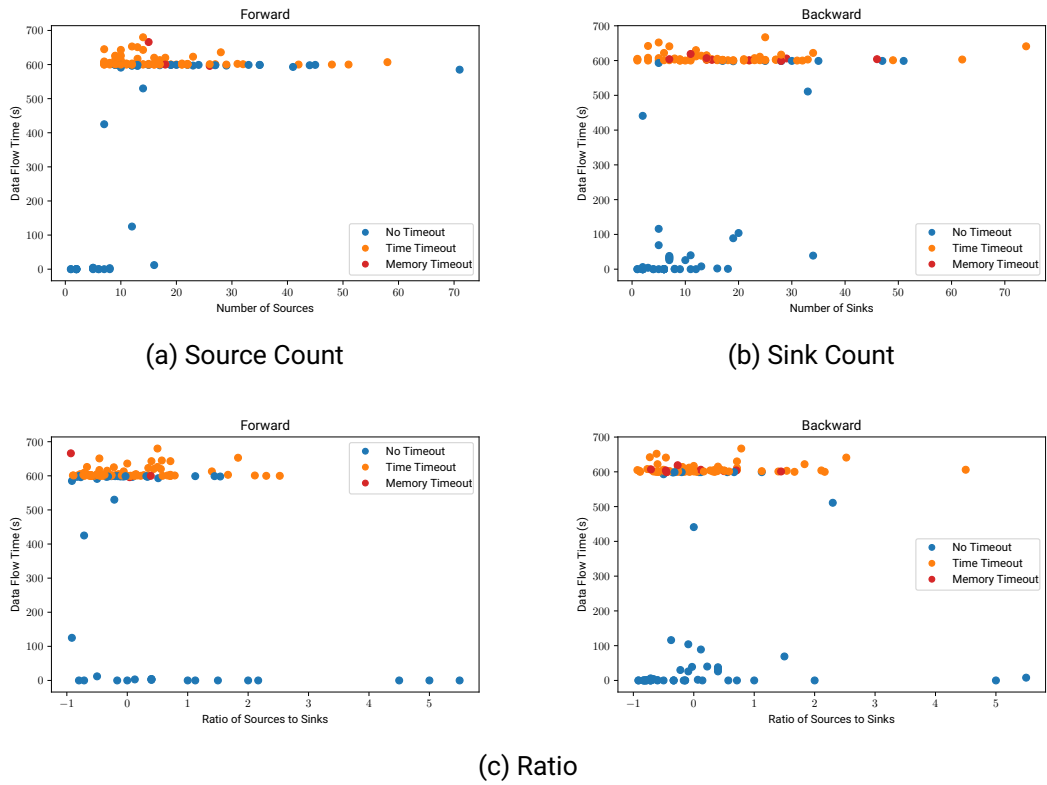 Forward
Data Flow Time (s)
700
600
500
400
300
200
100
0
No Timeout
Time Timeout
Memory Timeout
0 10 20 30 40 50 60 70
Number of Sources
(a) Source Count
Backward
Data Flow Time (s)
700
600
500
400
300
200
100
0
No Timeout
Time Timeout
Memory Timeout
0 10 20 30 40 50 60 70
Number of Sinks
(b) Sink Count
Forward
Data Flow Time (s)
700
600
500
400
300
200
100
0
No Timeout
Time Timeout
Memory Timeout
−1 0 1 2 3 4 5
Ratio of Sources to Sinks
Backward
Data Flow Time (s)
700
600
500
400
300
200
100
0
No Timeout
Time Timeout
Memory Timeout
−1 0 1 2 3 4 5
Ratio of Sources to Sinks
(c) Ratio